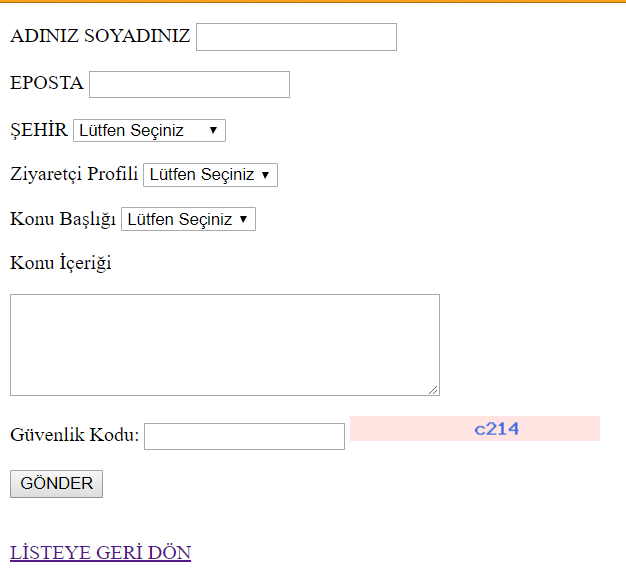 ADINIZ SOYADINIZ
EPOSTA
ŞEHİR Lütfen Seçiniz
Ziyaretçi Profili Lütfen Seçiniz
Konu Başlığı Lütfen Seçiniz
Konu İçeriği
Güvenlik Kodu: c214
GÖNDER
LİSTEYE GERİ DÖN